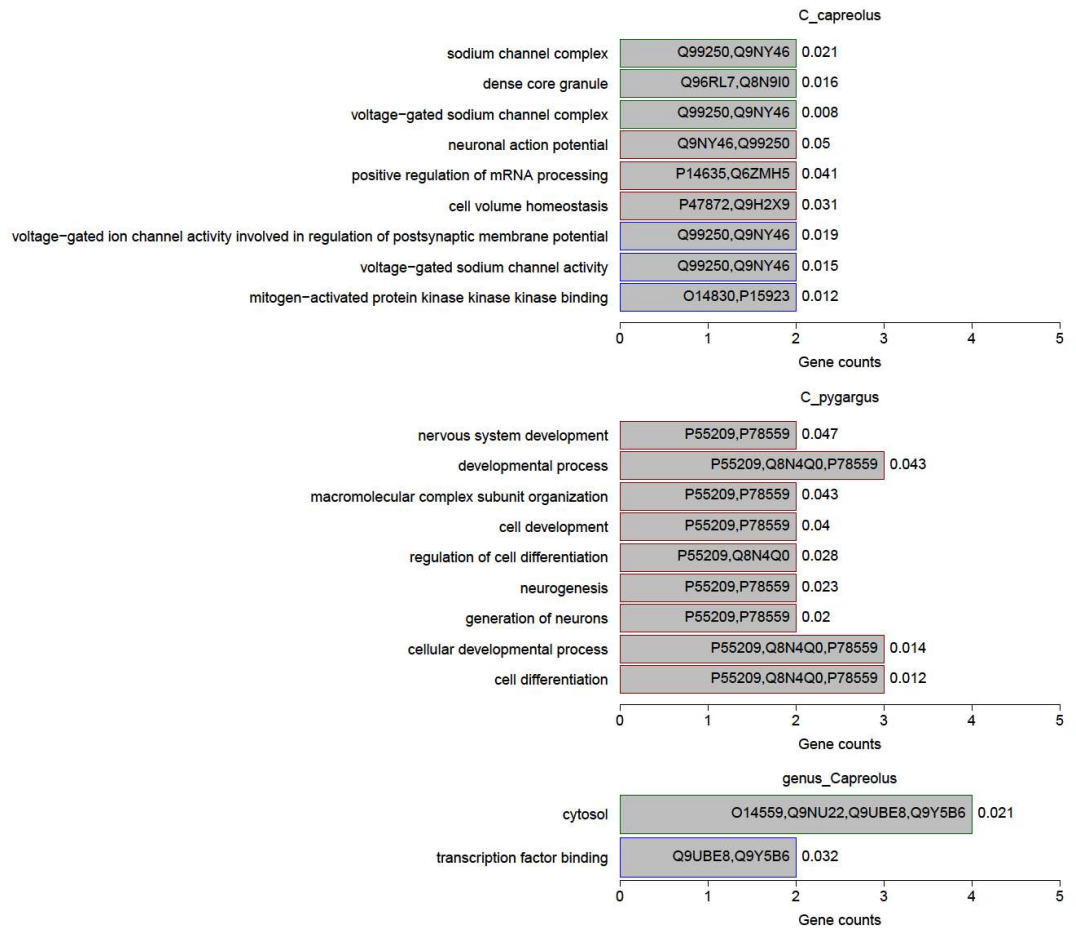 C_capreolus
sodium channel complex Q99250,Q9NY46 0.021
dense core granule Q96RL7,Q8N9I0 0.016
voltage−gated sodium channel complex Q99250,Q9NY46 0.008
neuronal action potential Q9NY46,Q99250 0.05
positive regulation of mRNA processing P14635,Q6ZMH5 0.041
cell volume homeostasis P47872,Q9H2X9 0.031
voltage−gated ion channel activity involved in regulation of postsynaptic membrane potential Q99250,Q9NY46 0.019
voltage−gated sodium channel activity Q99250,Q9NY46 0.015
mitogen−activated protein kinase kinase kinase binding O14830,P15923 0.012
0 1 2 3 4 5
Gene counts
C_pygargus
nervous system development P55209,P78559 0.047
developmental process P55209,Q8N4Q0,P78559 0.043
macromolecular complex subunit organization P55209,P78559 0.043
cell development P55209,P78559 0.04
regulation of cell differentiation P55209,Q8N4Q0 0.028
neurogenesis P55209,P78559 0.023
generation of neurons P55209,P78559 0.02
cellular developmental process P55209,Q8N4Q0,P78559 0.014
cell differentiation P55209,Q8N4Q0,P78559 0.012
0 1 2 3 4 5
Gene counts
genus_Capreolus
cytosol O14559,Q9NU22,Q9UBE8,Q9Y5B6 0.021
transcription factor binding Q9UBE8,Q9Y5B6 0.032
0 1 2 3 4 5
Gene counts